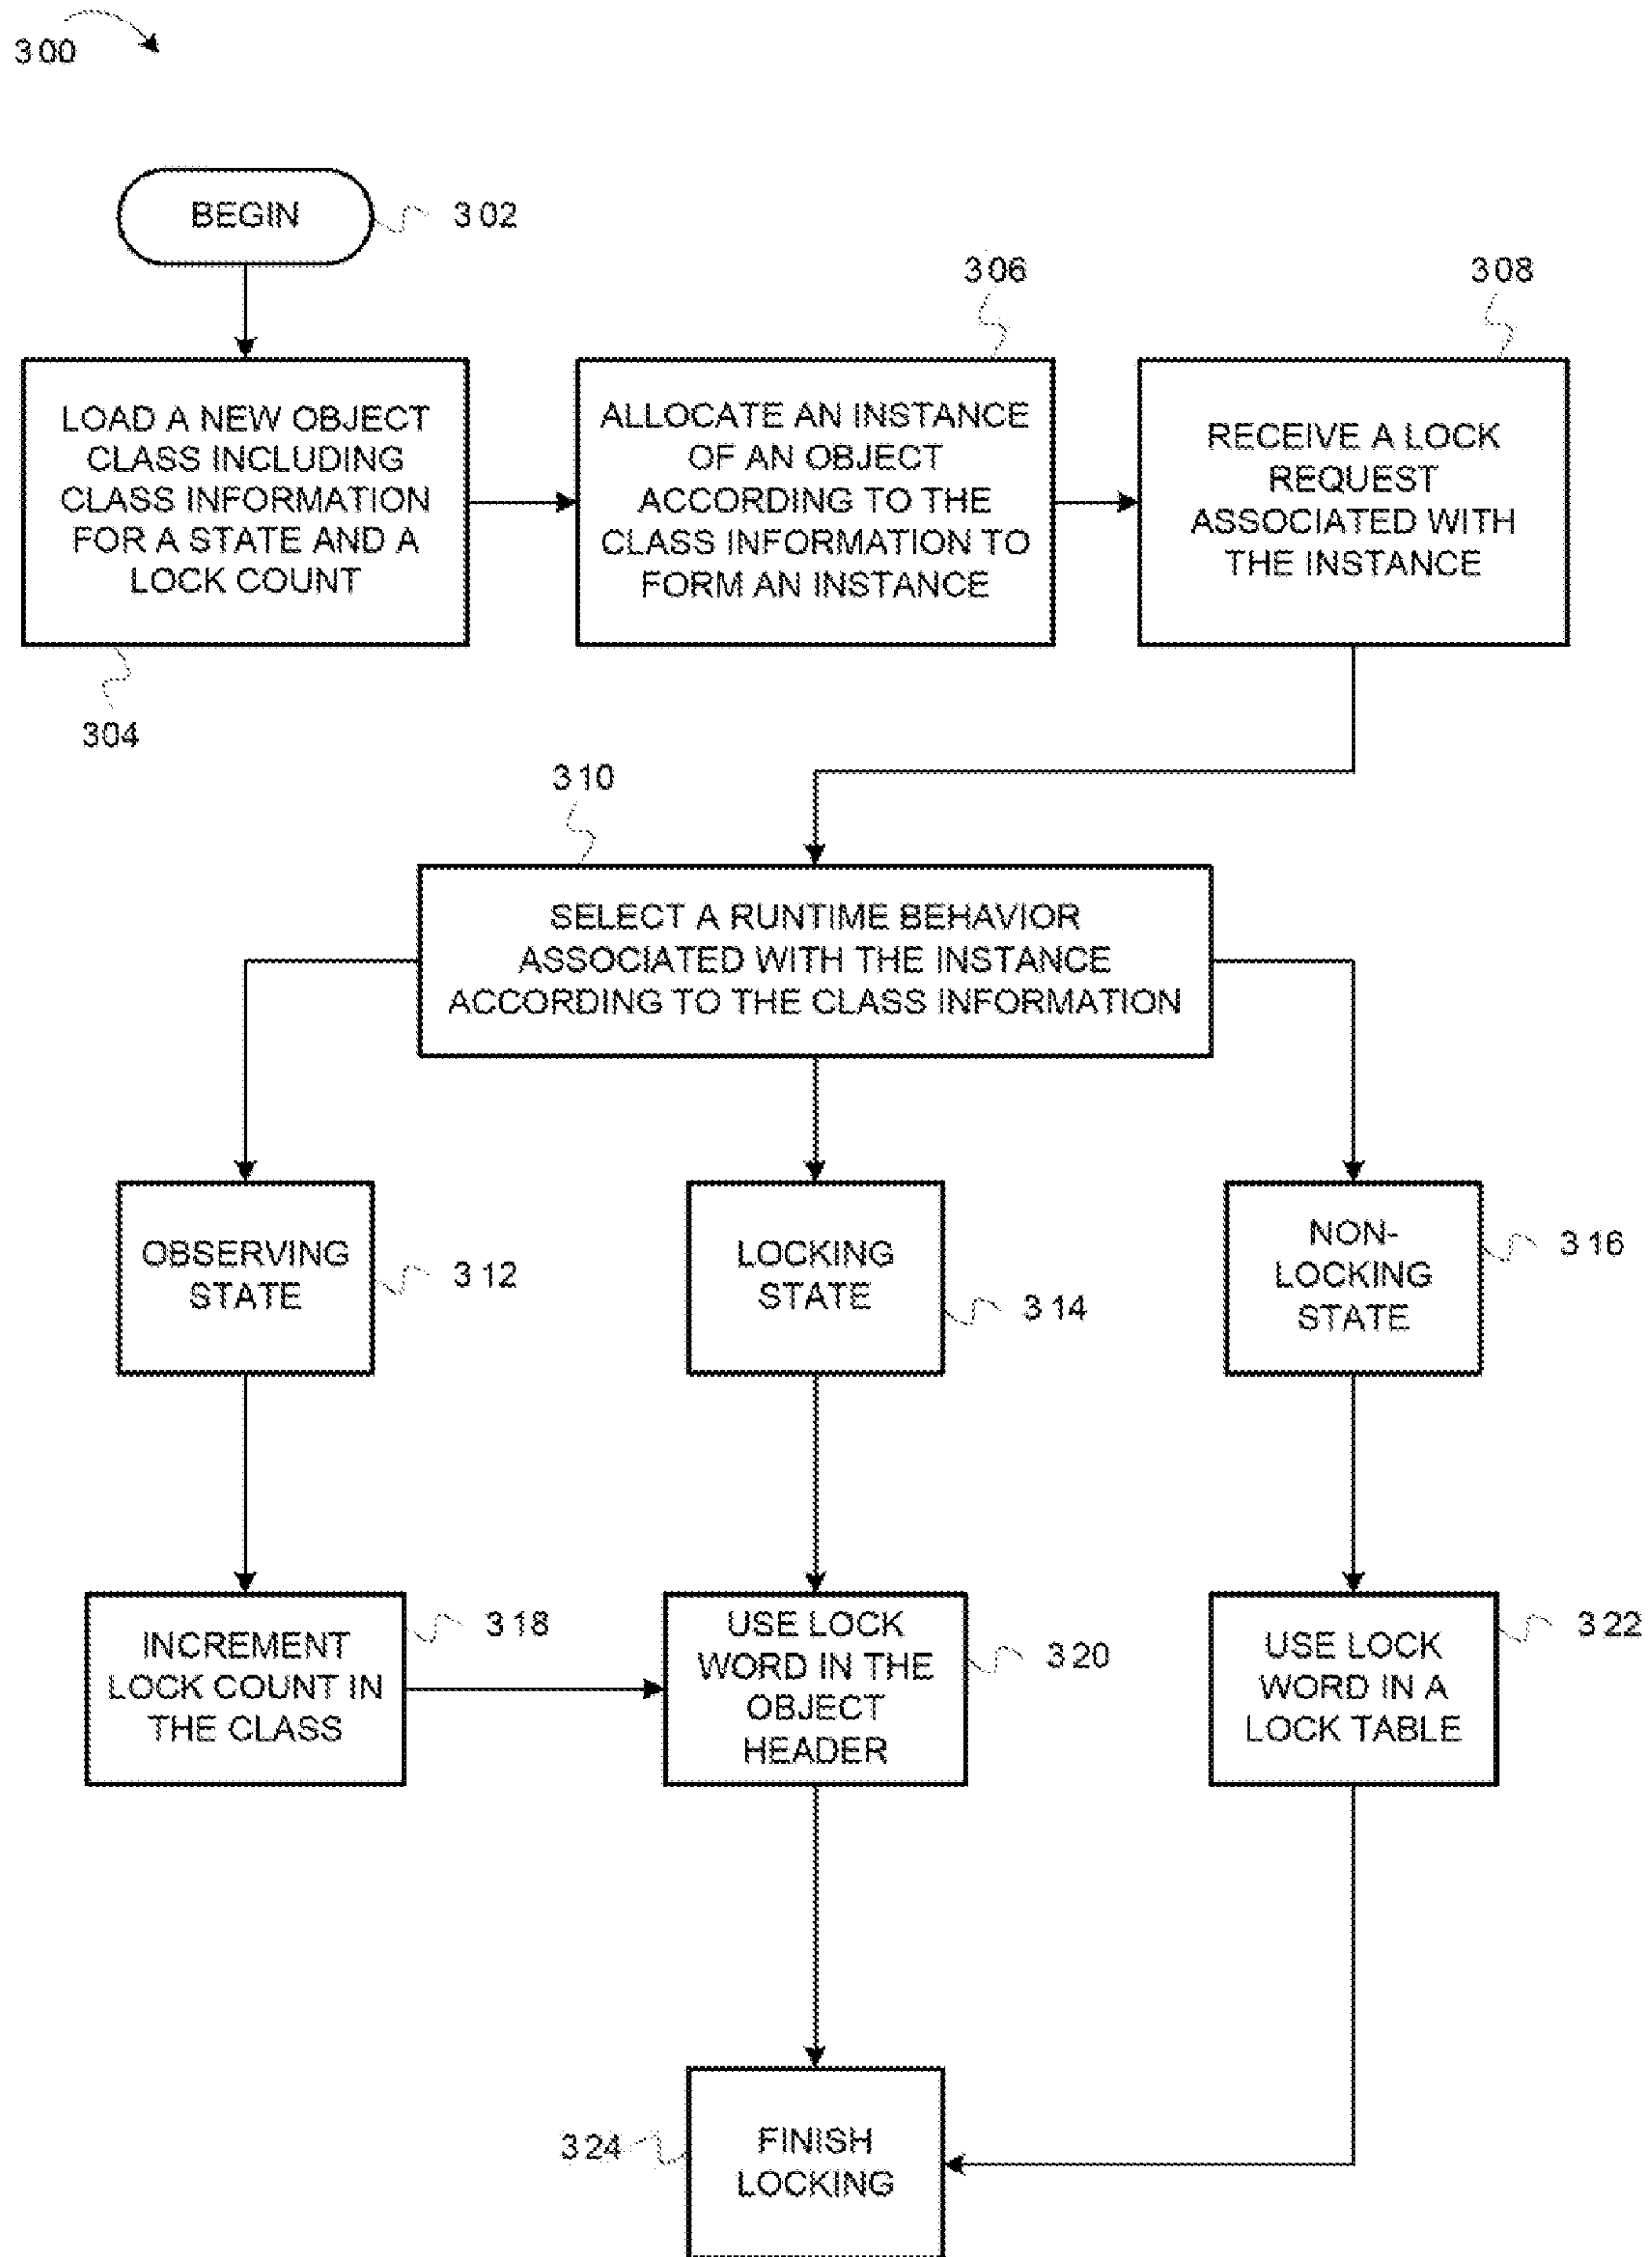 300
BEGIN
302
306
308
LOAD A NEW OBJECT
CLASS INCLUDING
CLASS INFORMATION
FOR A STATE AND A
LOCK COUNT
ALLOCATE AN INSTANCE
OF AN OBJECT
ACCORDING TO THE
CLASS INFORMATION TO
FORM AN INSTANCE
RECEIVE A LOCK
REQUEST
ASSOCIATED WITH
THE INSTANCE
304
310
SELECT A RUNTIME BEHAVIOR
ASSOCIATED WITH THE INSTANCE
ACCORDING TO THE CLASS INFORMATION
OBSERVING
STATE
312
LOCKING
STATE
314
NON-
LOCKING
STATE
316
INCREMENT
LOCK COUNT IN
THE CLASS
318
USE LOCK
WORD IN THE
OBJECT
HEADER
320
USE LOCK
WORD IN A
LOCK TABLE
322
324
FINISH
LOCKING